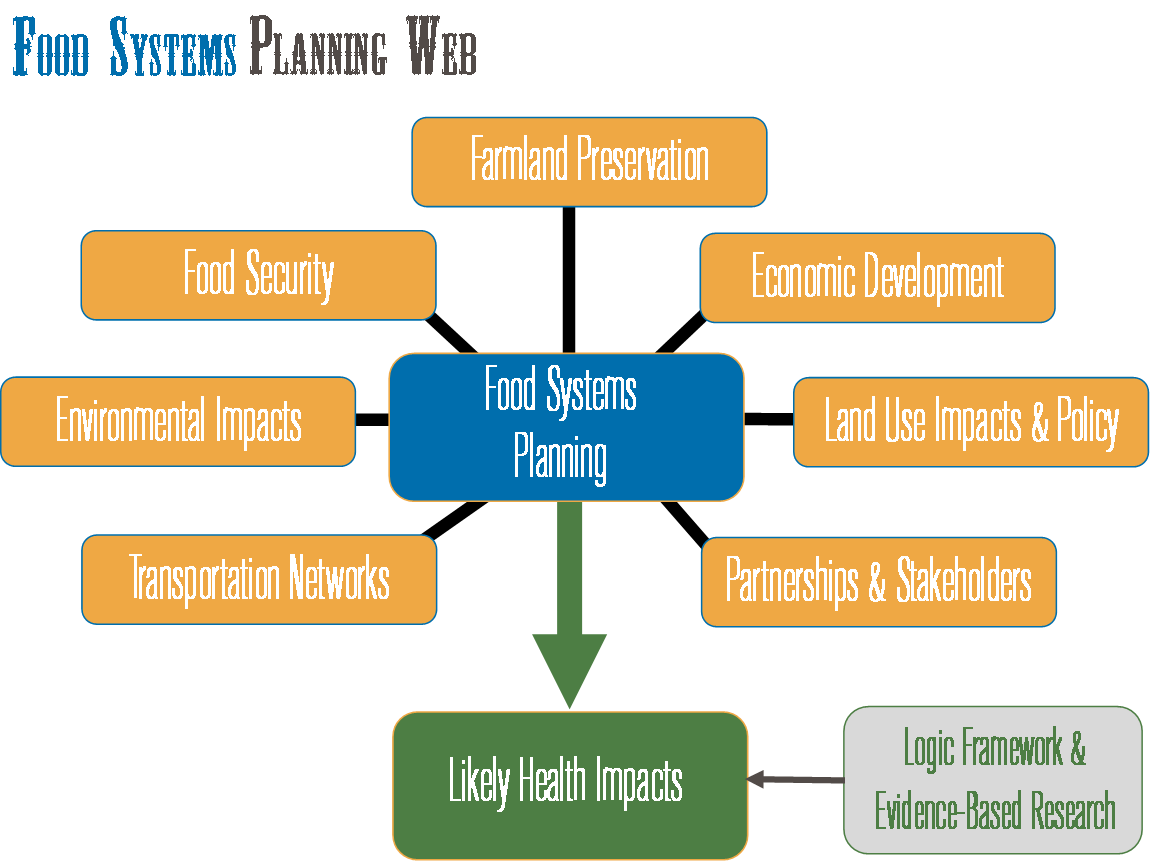 Food Systems Planning Web
Farmland Preservation
Food Security
Economic Development
Food Systems
Planning
Environmental Impacts
Land Use Impacts & Policy
Transportation Networks
Partnerships & Stakeholders
Likely Health Impacts
Logic Framework &
Evidence-Based Research